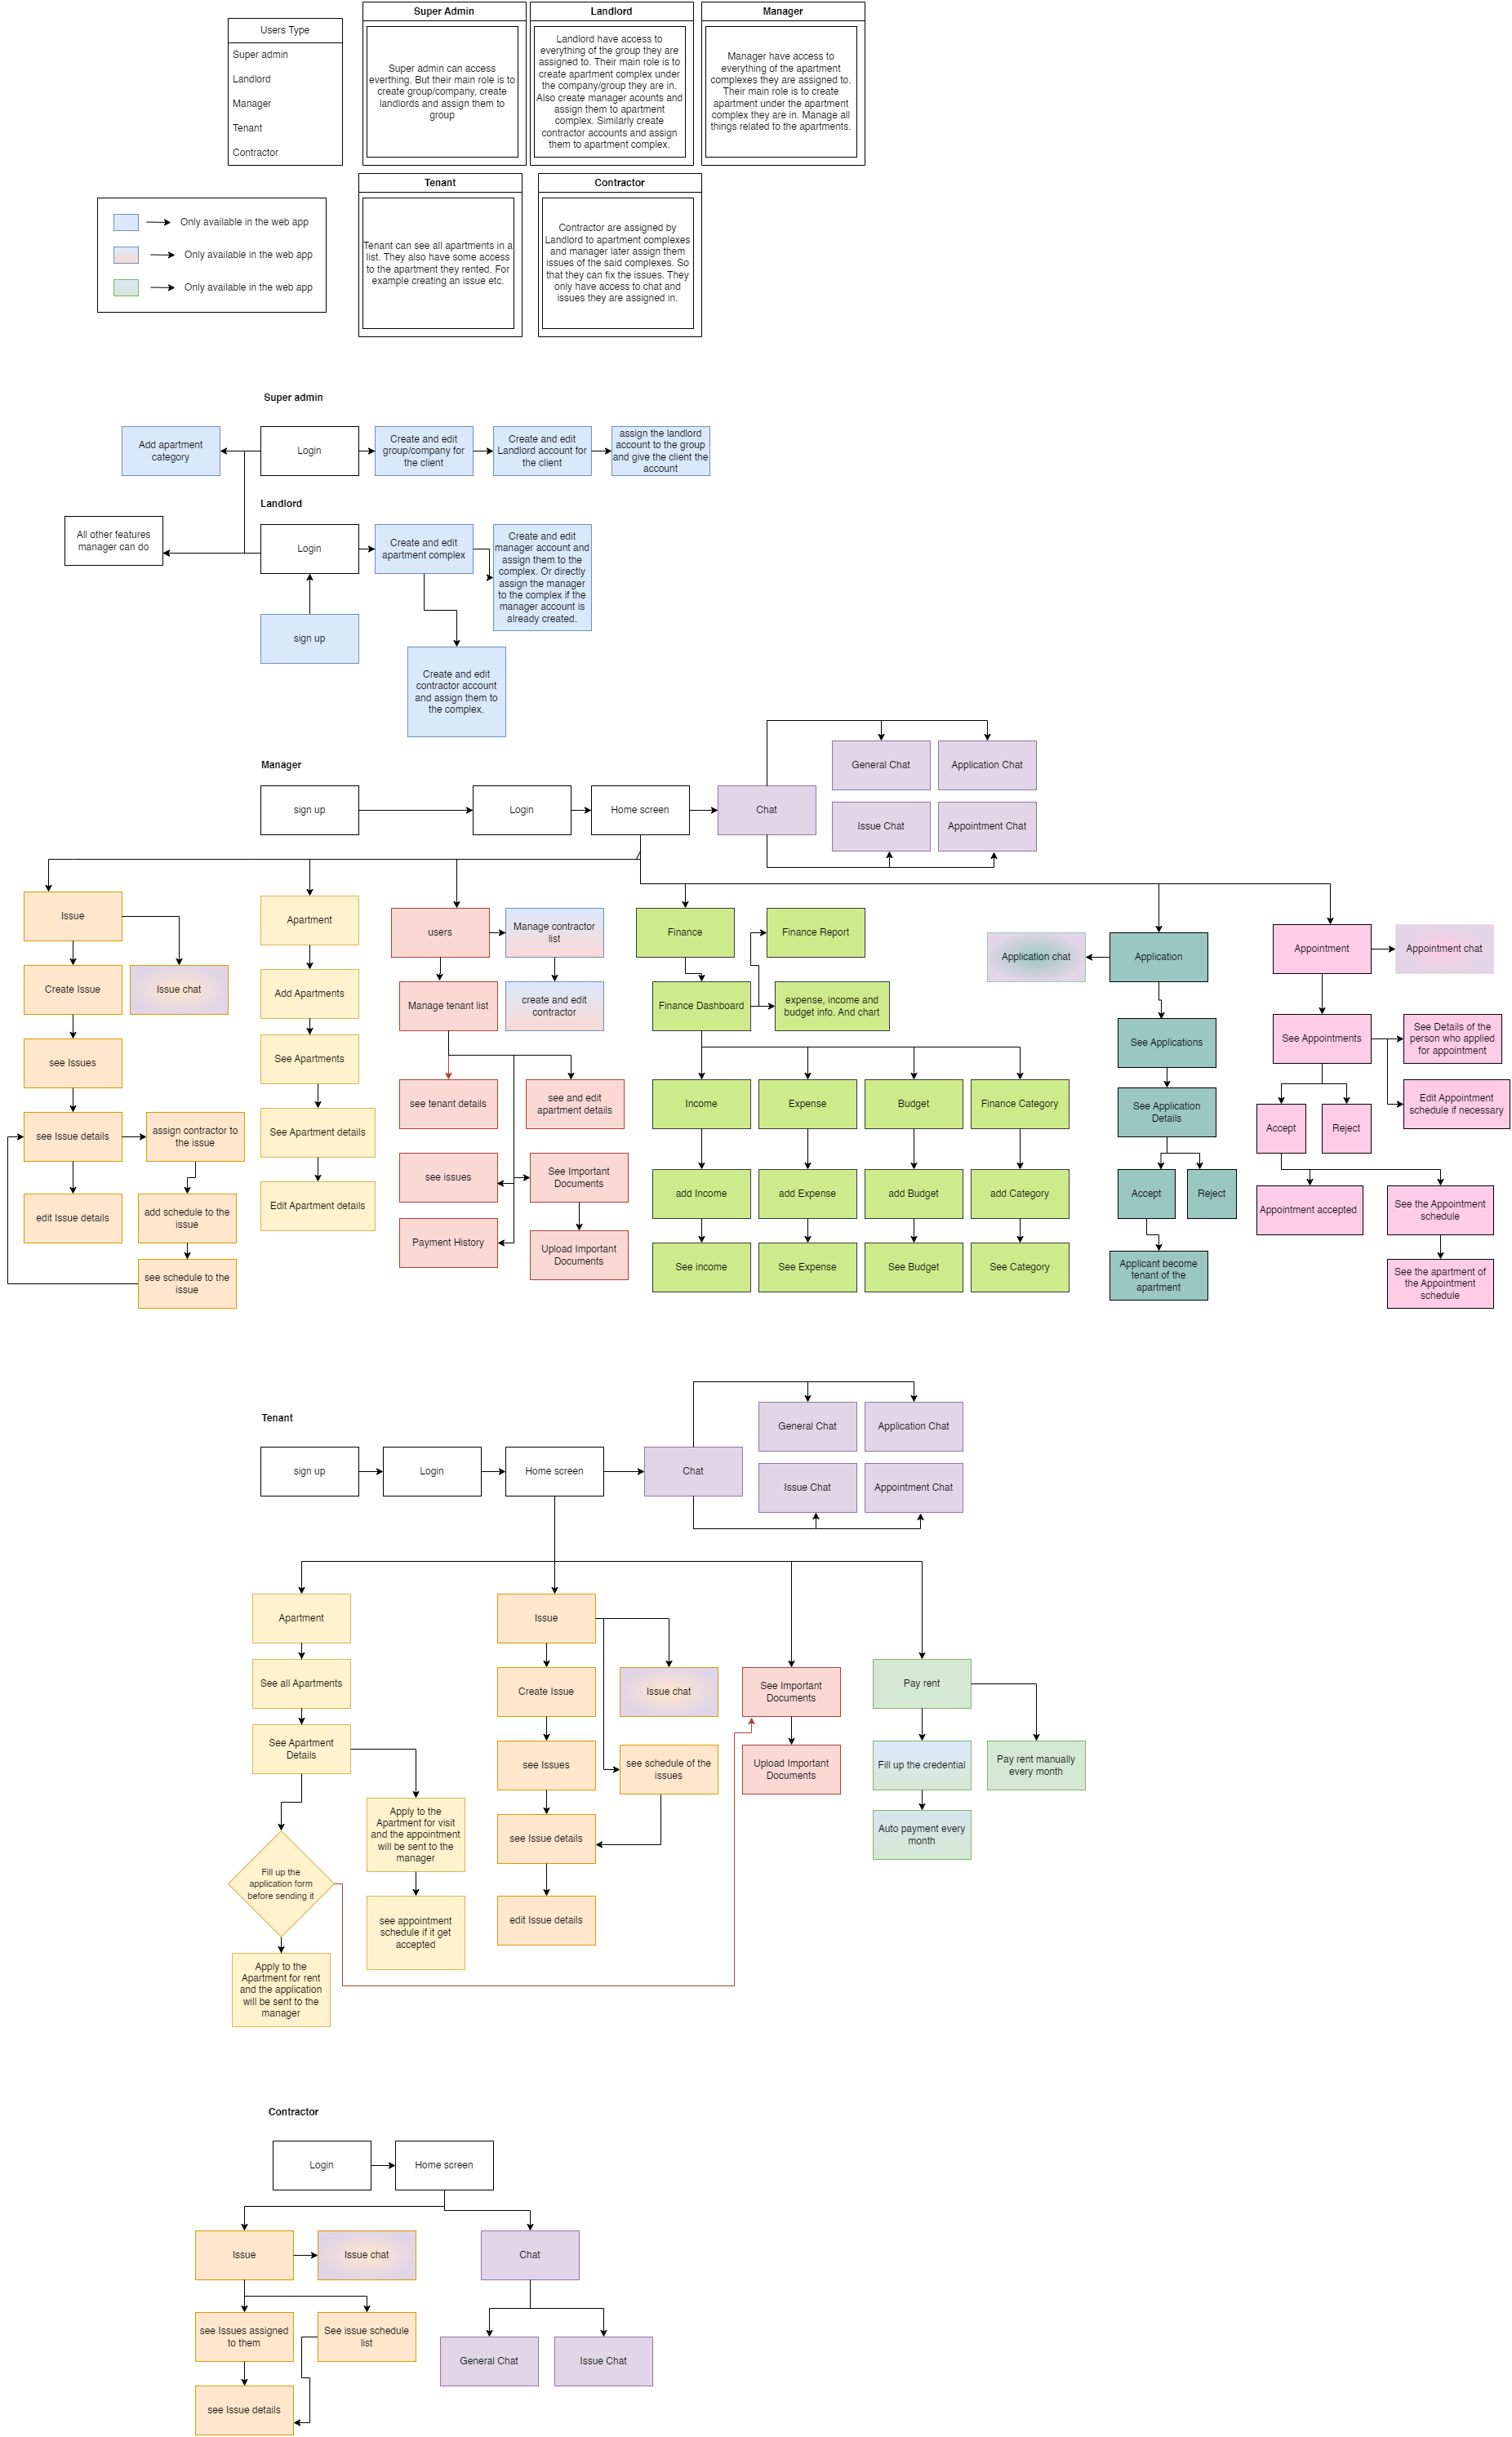 Users Type
Super admin
Landlord
Manager
Tenant
Contractor
Super Admin
Super admin can access
everthing. But their main role is to
create group/company, create
landlords and assign them to
group
Landlord
Landlord have access to
everything of the group they are
assigned to. Their main role is to
create apartment complex under
the company/group they are in.
Also create manager acounts and
assign them to apartment
complex. Similarly create
contractor accounts and assign
them to apartment complex.
Manager
Manager have access to
everything of the apartment
complexes they are assigned to.
Their main role is to create
apartment under the apartment
complex they are in. Manage all
things related to the apartments.
Only available in the web app
Only available in the web app
Only available in the web app
Tenant
Tenant can see all apartments in a
list. They also have some access
to the apartment they rented. For
example creating an issue etc.
Contractor
Contractor are assigned by
Landlord to apartment complexes
and manager later assign them
issues of the said complexes. So
that they can fix the issues. They
only have access to chat and
issues they are assigned in.
Super admin
Add apartment
category
Login
Create and edit
group/company for
the client
Create and edit
Landlord account for
the client
assign the landlord
account to the group
and give the client the
account
Landlord
All other features
manager can do
Login
Create and edit
apartment complex
Create and edit
manager account and
assign them to the
complex. Or directly
assign the manager
to the complex if the
manager account is
already created.
sign up
Create and edit
contractor account
and assign them to
the complex.
Manager
sign up
Login
Home screen
Chat
General Chat
Application Chat
Issue Chat
Appointment Chat
Issue
Create Issue
Issue chat
see Issues
see Issue details
assign contractor to
the issue
edit Issue details
add schedule to the
issue
see schedule to the
issue
Apartment
Add Apartments
See Apartments
See Apartment details
Edit Apartment details
users
Manage contractor
list
Manage tenant list
create and edit
contractor
see tenant details
see and edit
apartment details
see issues
See Important
Documents
Payment History
Upload Important
Documents
Finance
Finance Report
Finance Dashboard
expense, income and
budget info. And chart
Income
Expense
Budget
Finance Category
add Income
add Expense
add Budget
add Category
See income
See Expense
See Budget
See Category
Application chat
Application
See Applications
See Application
Details
Accept
Reject
Applicant become
tenant of the
apartment
Appointment
Appointment chat
See Appointments
See Details of the
person who applied
for appointment
Edit Appointment
schedule if necessary
Accept
Reject
Appointment accepted
See the Appointment
schedule
See the apartment of
the Appointment
schedule
Tenant
sign up
Login
Home screen
Chat
General Chat
Application Chat
Issue Chat
Appointment Chat
Apartment
See all Apartments
See Apartment
Details
Fill up the
application form
before sending it
Apply to the
Apartment for rent
and the application
will be sent to the
manager
Apply to the
Apartment for visit
and the appointment
will be sent to the
manager
see appointment
schedule if it get
accepted
Issue
Create Issue
Issue chat
see Issues
see schedule of the
issues
see Issue details
edit Issue details
See Important
Documents
Upload Important
Documents
Pay rent
Fill up the credential
Pay rent manually
every month
Auto payment every
month
Contractor
Login
Home screen
Issue
Issue chat
Chat
see Issues assigned
to them
See issue schedule
list
see Issue details
General Chat
Issue Chat